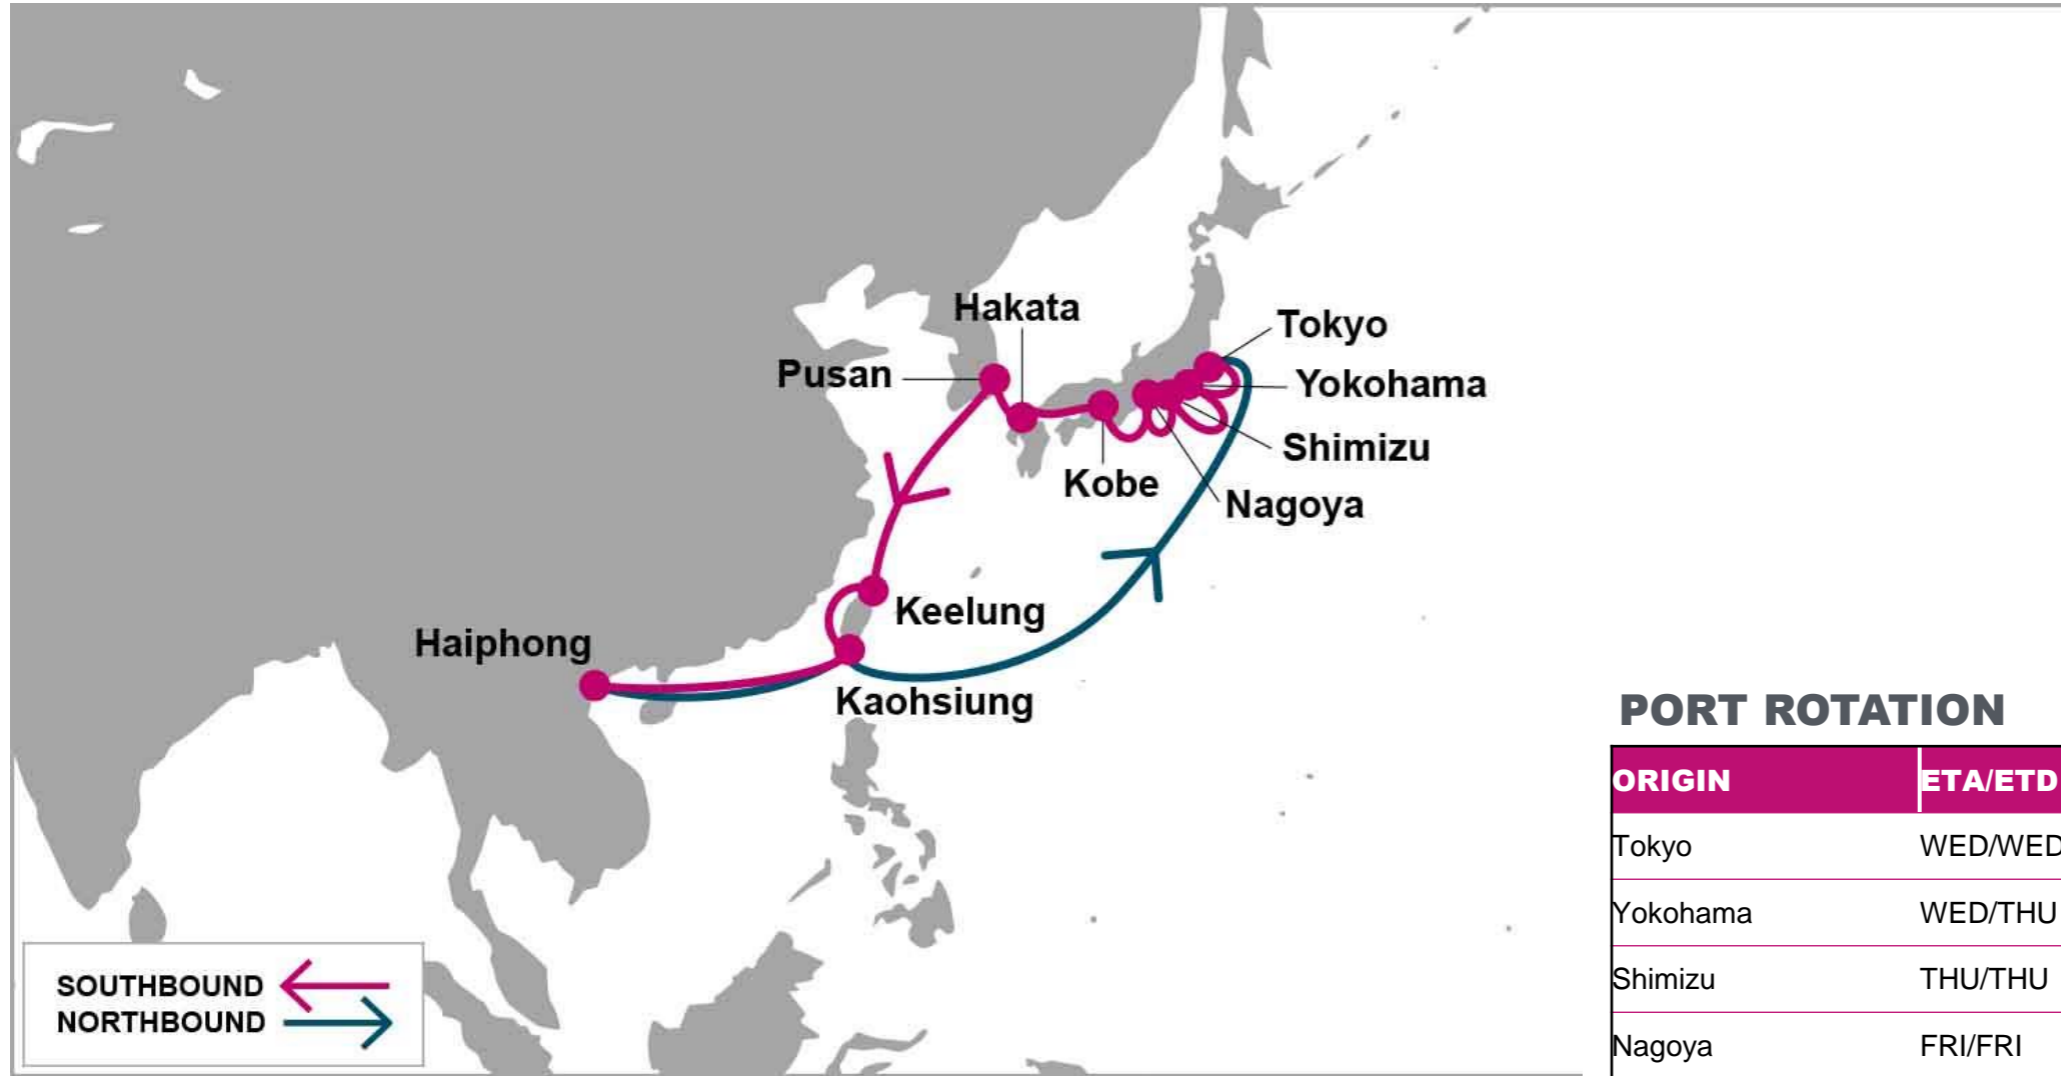 Hakata
Tokyo
Pusan
Yokohama
Shimizu
Kobe
Nagoya
Keelung
Haiphong
Kaohsiung
SOUTHBOUND
NORTHBOUND
PORT ROTATION
ORIGIN ETA/ETD
Tokyo WED/WED
Yokohama WED/THU
Shimizu THU/THU
Nagoya FRI/FRI